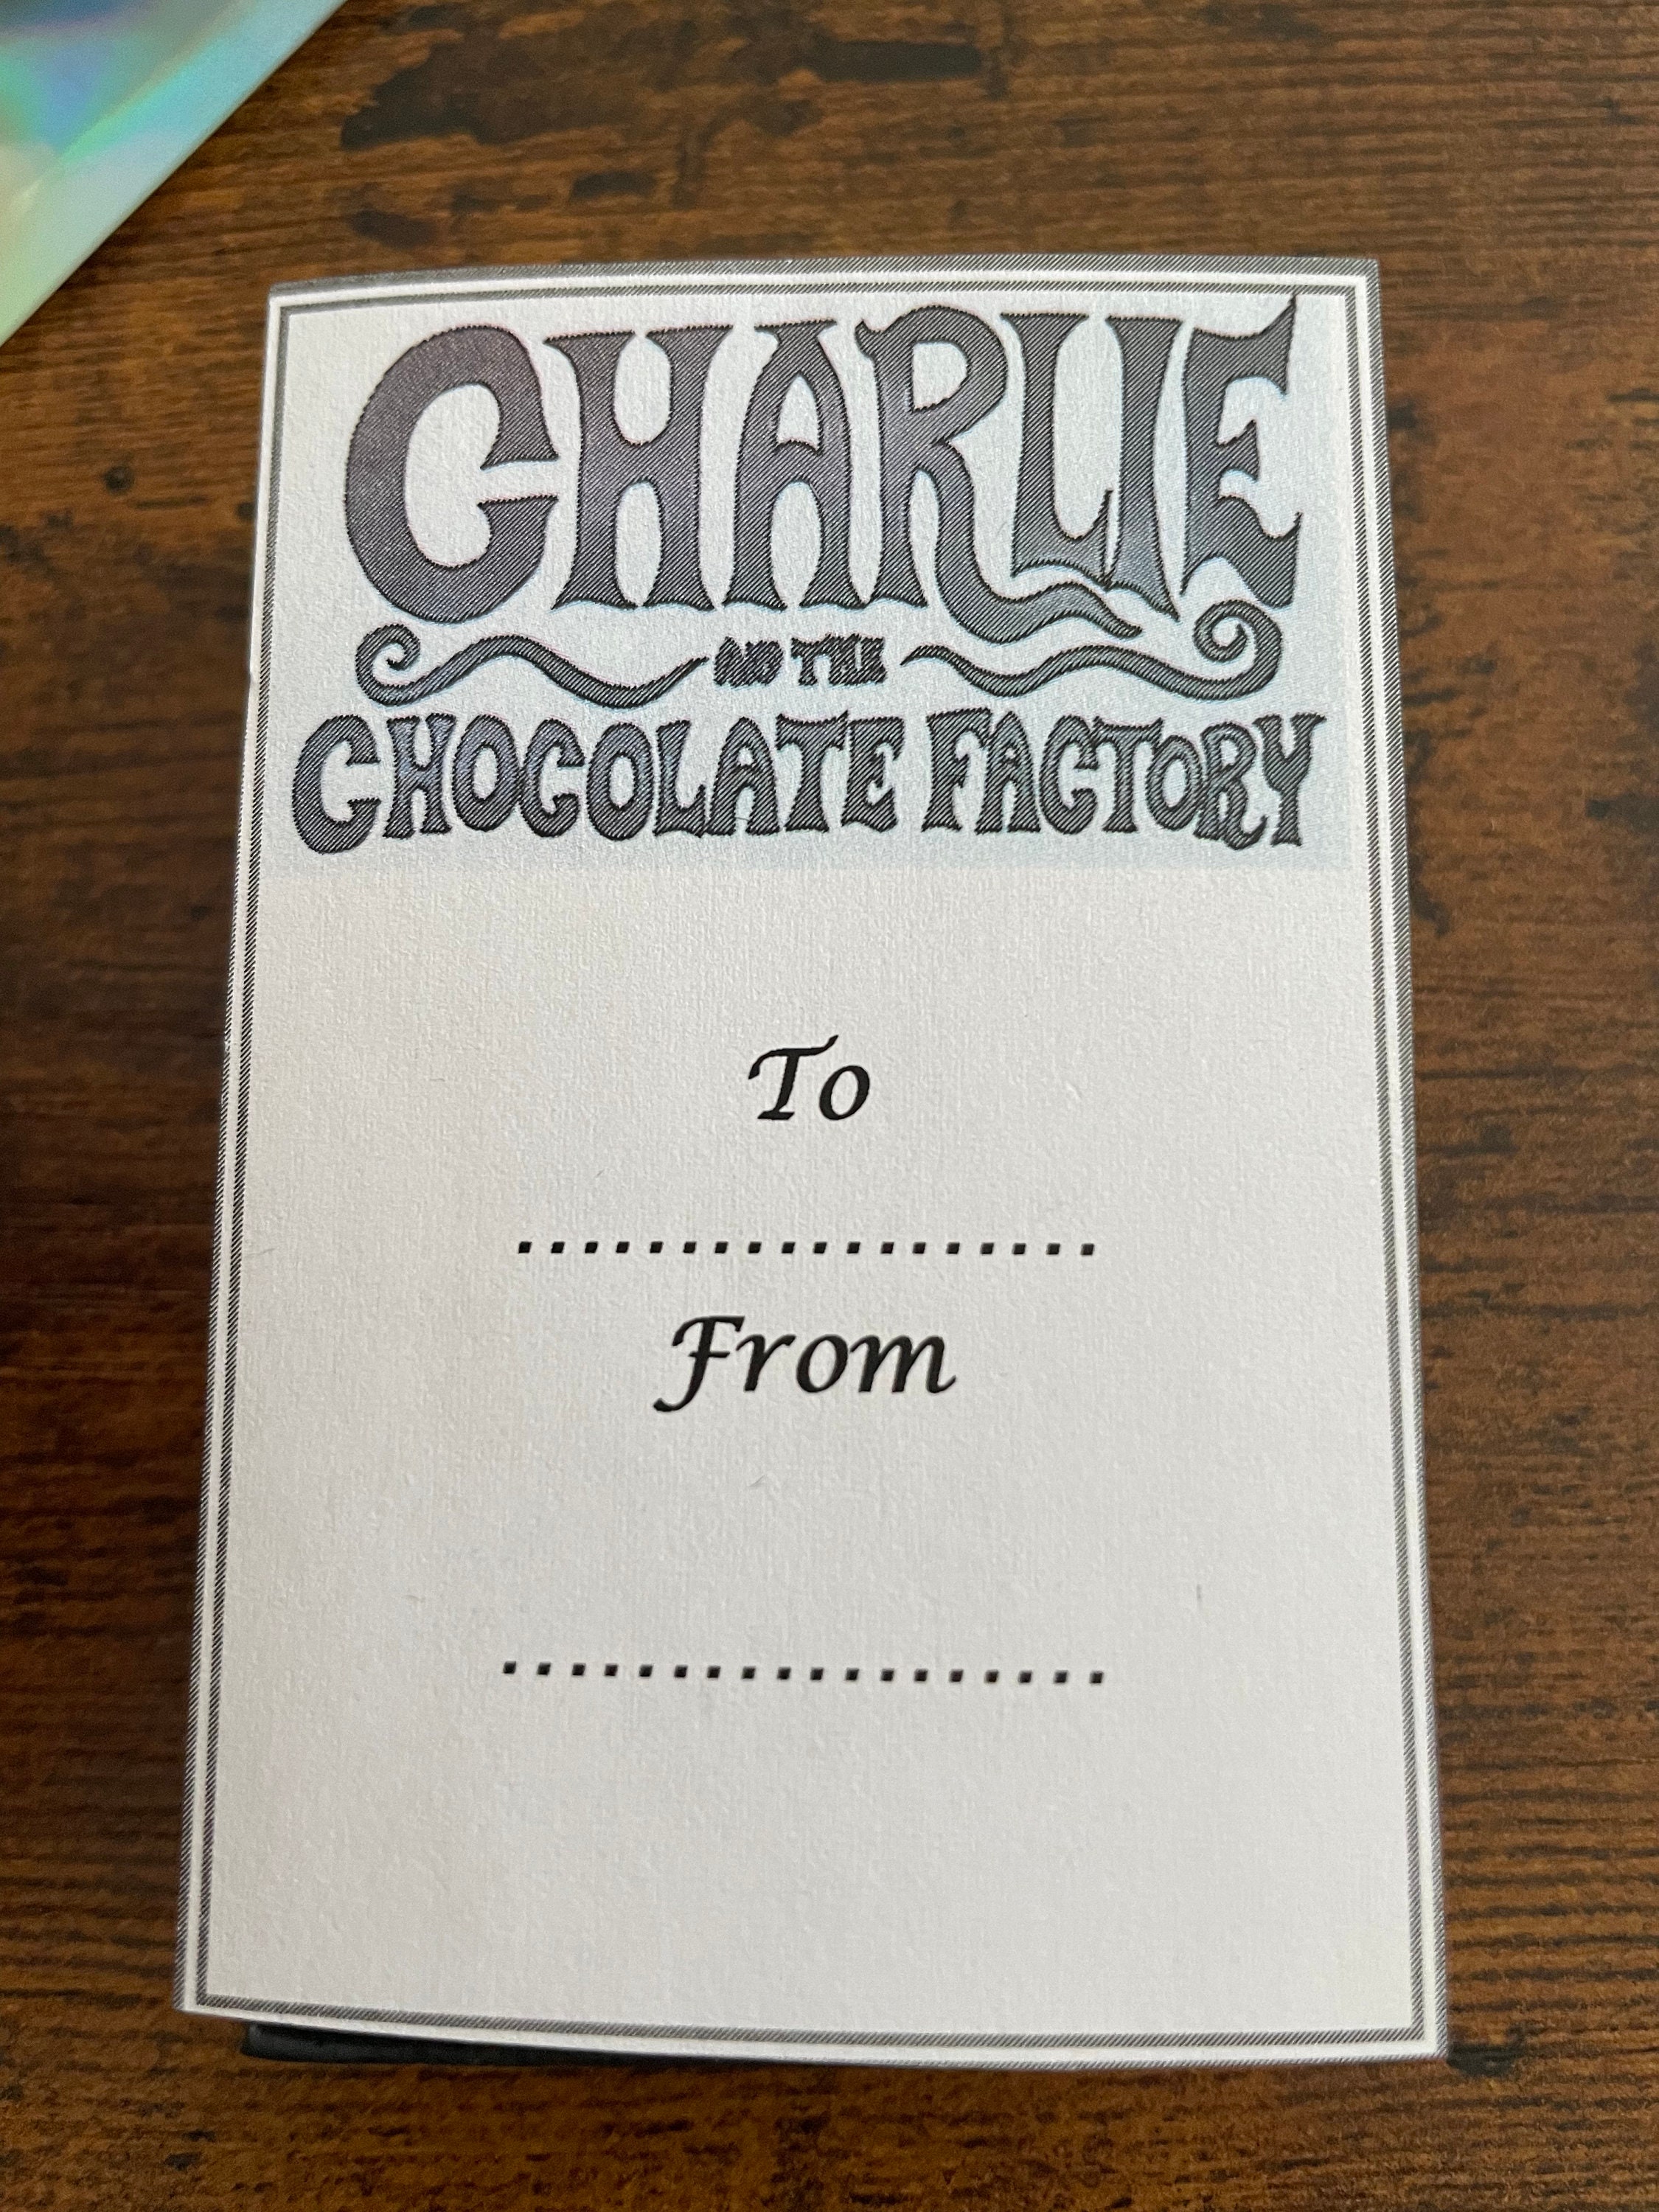 CHARLIE
AND THE
CHOCOLATE FACTORY
To
...................
From
..................